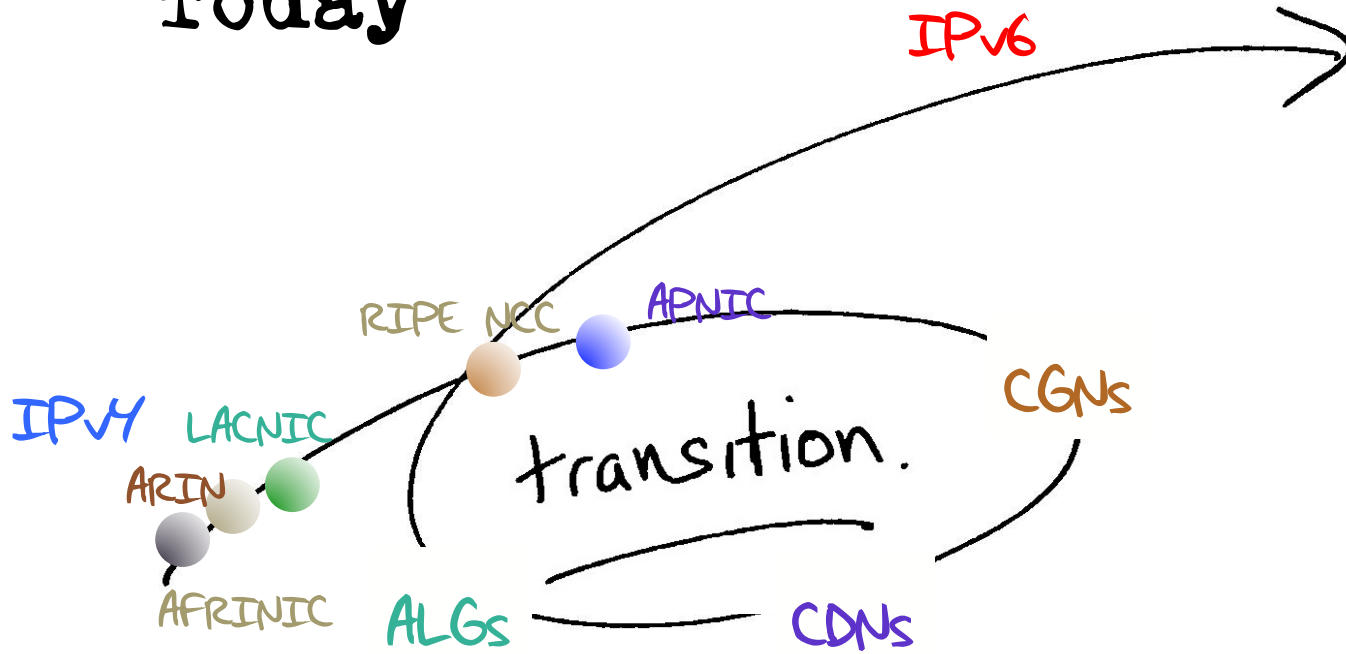 Today
IPv6
RIPE NCC
APNIC
IPv4
LACNIC
ARIN
AFRINIC
transition.
CGNs
ALGs
CDNs